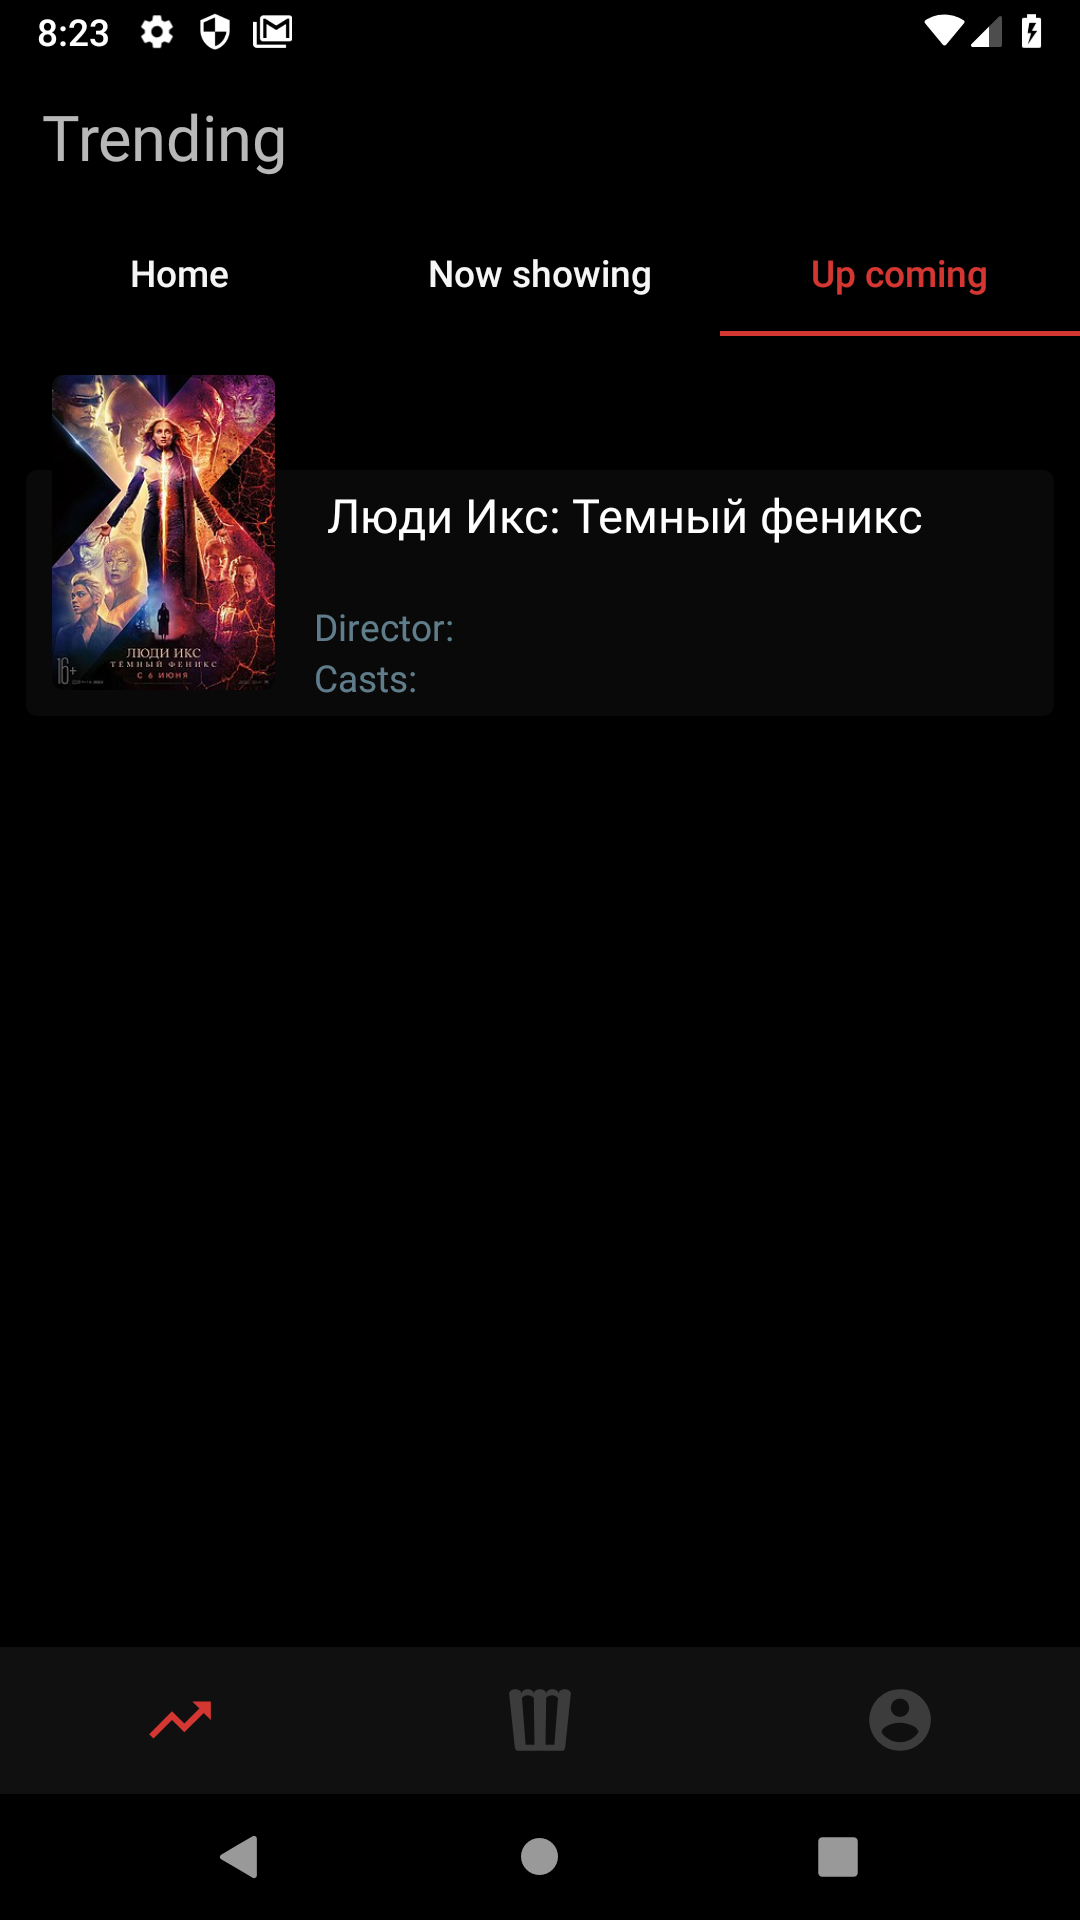 8:23
Trending
Home
Now showing
Up coming
Люди Икс: Темный феникс
Director:
Casts:
ЛЮДИ ИКС
ТЁМНЫЙ ФЕНИКС
С 6 ИЮНЯ
16+